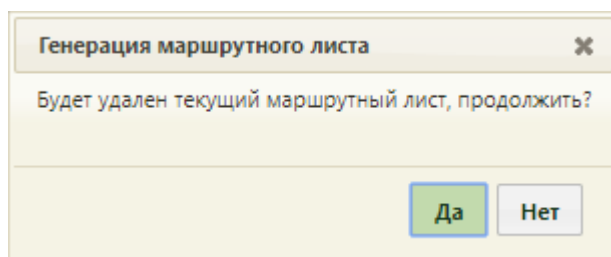 Генерация маршрутного листа
Будет удален текущий маршрутный лист, продолжить?
Да Нет